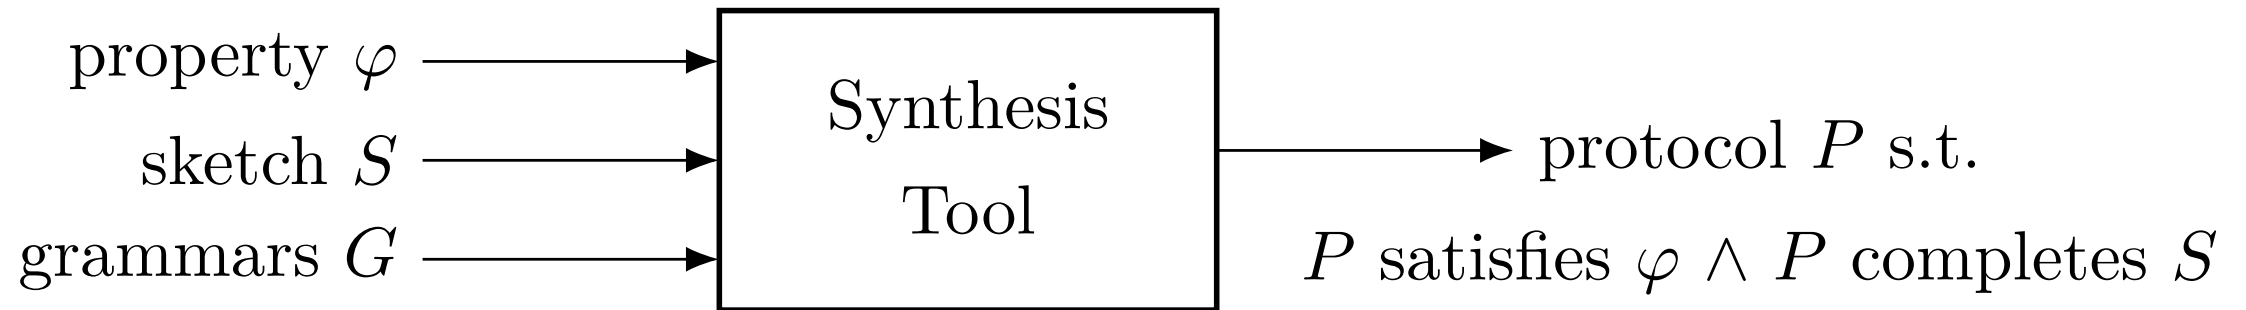 property φ
sketch S
grammars G
Synthesis
Tool
protocol P s.t.
P satisfies φ ∧ P completes S